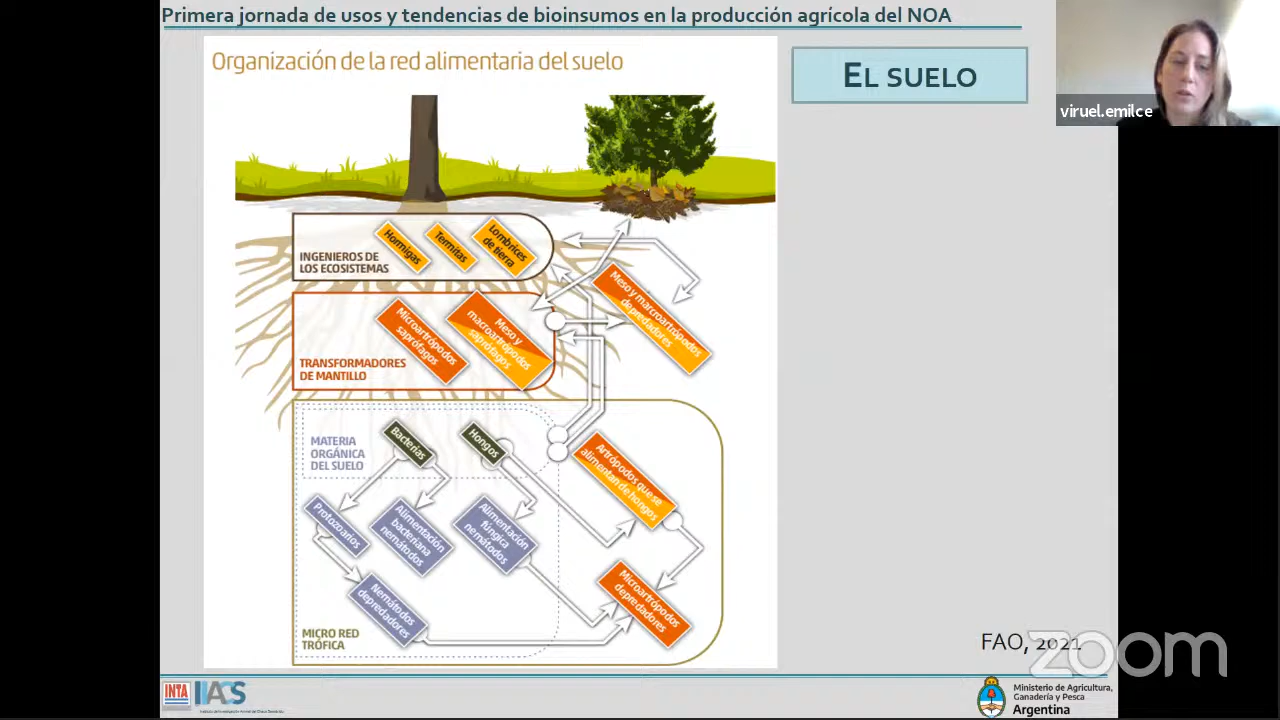 Primera jornada de usos y tendencias de bioinsumos en la producción agrícola del NOA
Organización de la red alimentaria del suelo
EL SUELO
viruel.emilce
INGENIEROS DE
LOS ECOSISTEMAS
Hormigas
Termitas
Lombrices
de tierra
TRANSFORMADORES
DE MANTILLO
Microartrópodos
saprófagos
Meso y
macroartrópodos
saprófagos
Meso y marcroartrópodos
depredadores
MATERIA
ORGÁNICA
DEL SUELO
Bacterias
Hongos
Artrópodos que se
alimentan de hongos
Protozoarios
Alimentación
bacteriana
nemátodos
Alimentación
fúngica
nemátodos
Nemátodos
depredadores
Microartrópodos
depredadores
MICRO RED
TRÓFICA
FAO, 2021
zoom
INTA
Ministerio de Agricultura,
Ganadería y Pesca
Argentina